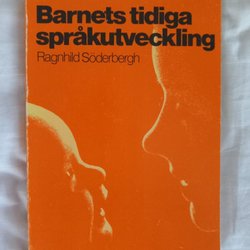 Barnets tidiga
språkutveckling
Ragnhild Söderbergh